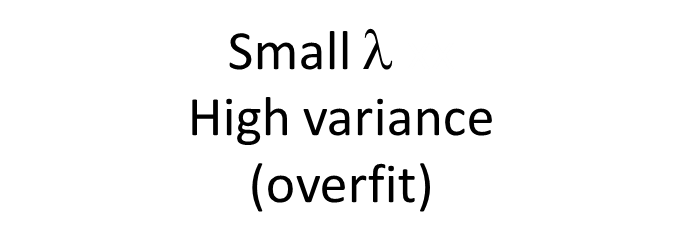 Small λ
High variance
(overfit)